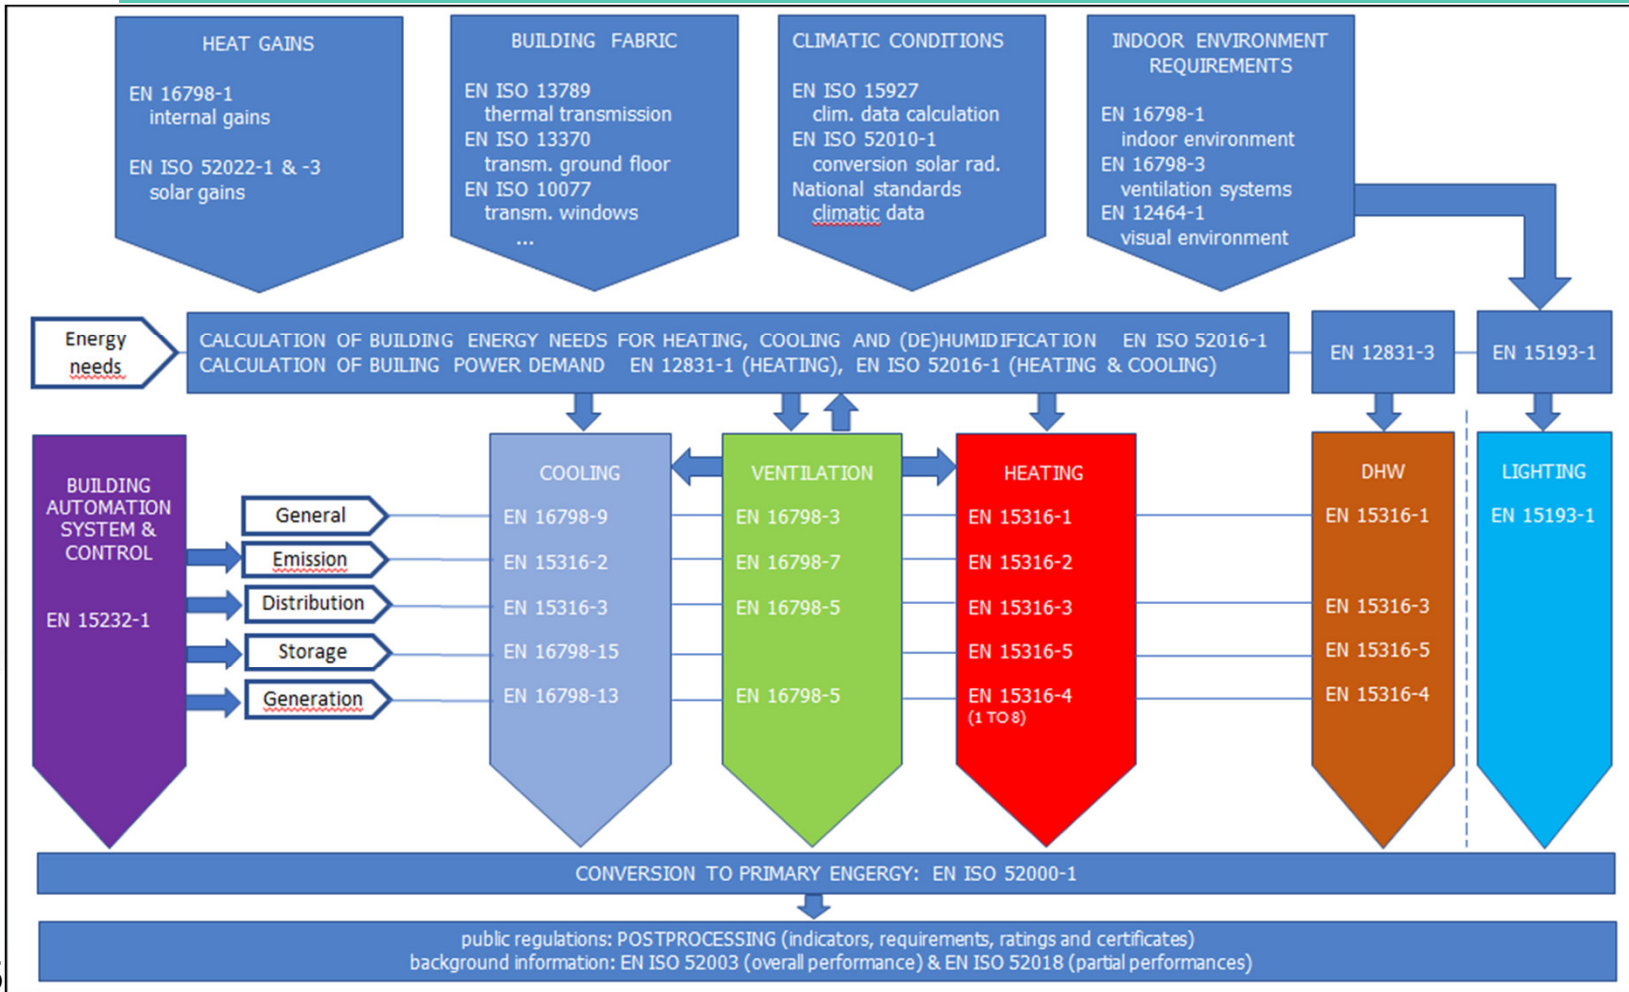 HEAT GAINS
EN 16798-1
internal gains
EN ISO 52022-1 & -3
solar gains
BUILDING FABRIC
EN ISO 13789
thermal transmission
EN ISO 13370
transm. ground floor
EN ISO 10077
transm. windows
...
CLIMATIC CONDITIONS
EN ISO 15927
clim. data calculation
EN ISO 52010-1
conversion solar rad.
National standards
climatic data
INDOOR ENVIRONMENT
REQUIREMENTS
EN 16798-1
indoor environment
EN 16798-3
ventilation systems
EN 12464-1
visual environment
Energy
needs
CALCULATION OF BUILDING ENERGY NEEDS FOR HEATING, COOLING AND (DE)HUMIDIFICATION EN ISO 52016-1
CALCULATION OF BUILING POWER DEMAND EN 12831-1 (HEATING), EN ISO 52016-1 (HEATING & COOLING)
EN 12831-3
EN 15193-1
BUILDING
AUTOMATION
SYSTEM &
CONTROL
EN 15232-1
General
Emission
Distribution
Storage
Generation
COOLING
EN 16798-9
EN 15316-2
EN 15316-3
EN 16798-15
EN 16798-13
VENTILATION
EN 16798-3
EN 16798-7
EN 16798-5
EN 16798-5
HEATING
EN 15316-1
EN 15316-2
EN 15316-3
EN 15316-5
EN 15316-4
(1 TO 8)
DHW
EN 15316-1
EN 15316-3
EN 15316-5
EN 15316-4
LIGHTING
EN 15193-1
CONVERSION TO PRIMARY ENGERGY: EN ISO 52000-1
public regulations: POSTPROCESSING (indicators, requirements, ratings and certificates)
background information: EN ISO 52003 (overall performance) & EN ISO 52018 (partial performances)